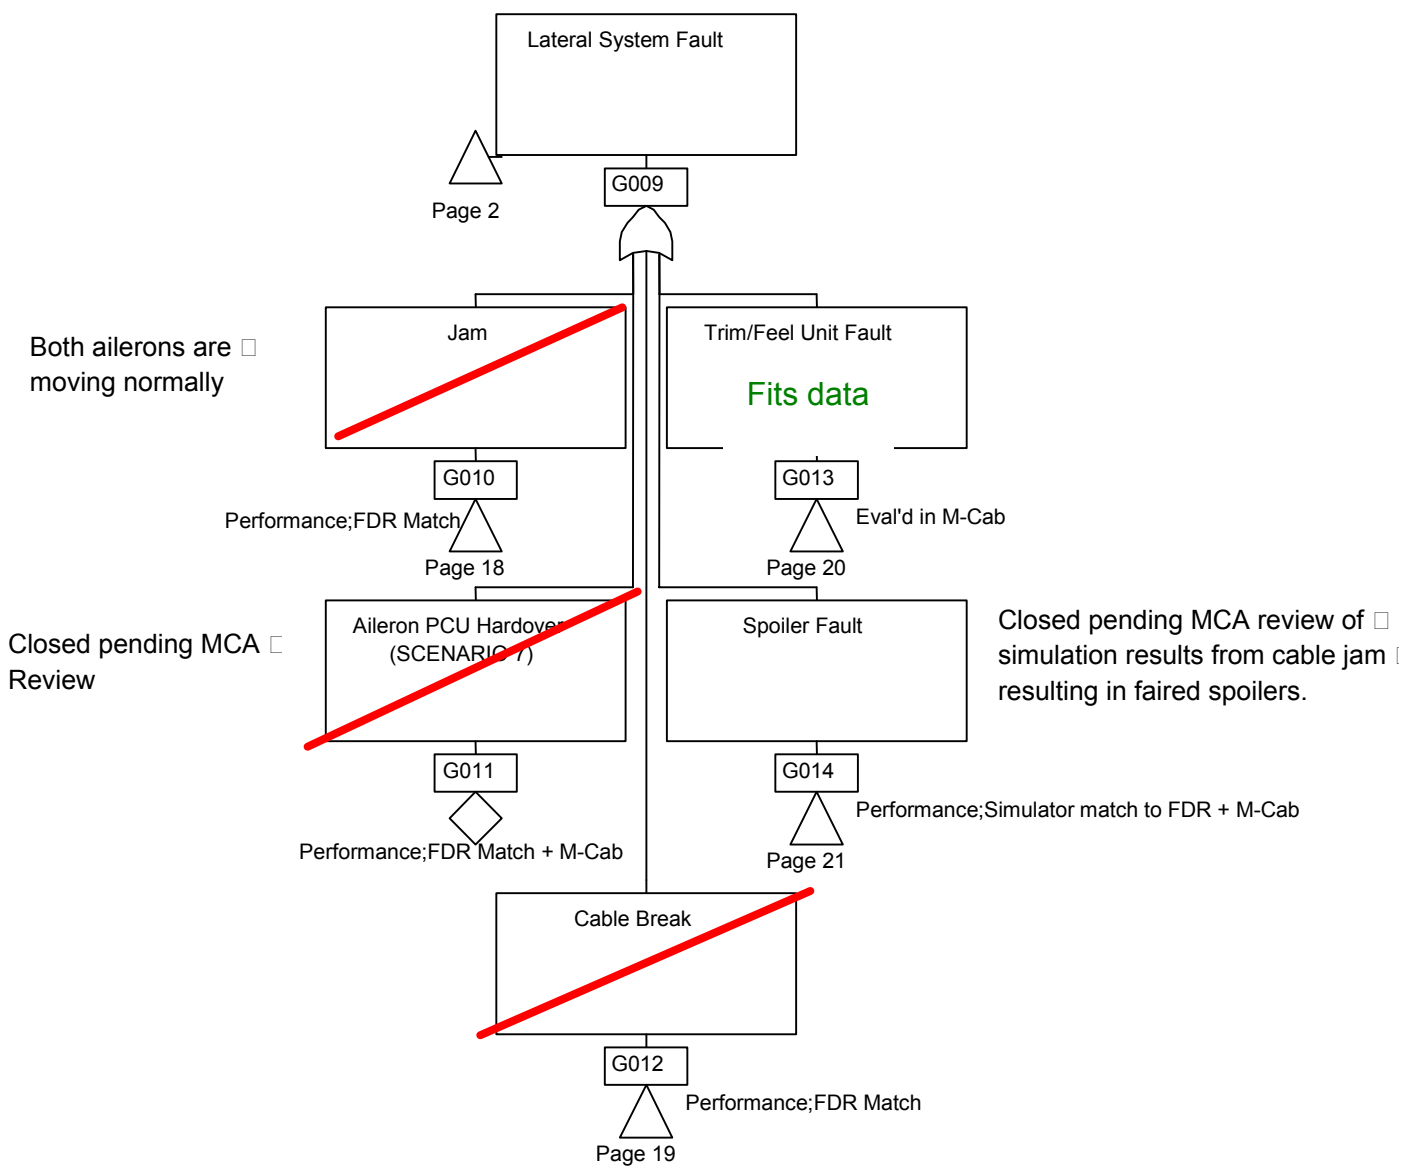 Lateral System Fault
G009
Page 2
Both ailerons are □
moving normally
Jam
Trim/Feel Unit Fault
Fits data
G010
G013
Performance;FDR Match
Eval'd in M-Cab
Page 18
Page 20
Closed pending MCA □
Review
Aileron PCU Hardover
(SCENARIO 7)
Spoiler Fault
Closed pending MCA review of □
simulation results from cable jam □
resulting in faired spoilers.
G011
G014
Performance;FDR Match + M-Cab
Performance;Simulator match to FDR + M-Cab
Page 21
Cable Break
G012
Performance;FDR Match
Page 19